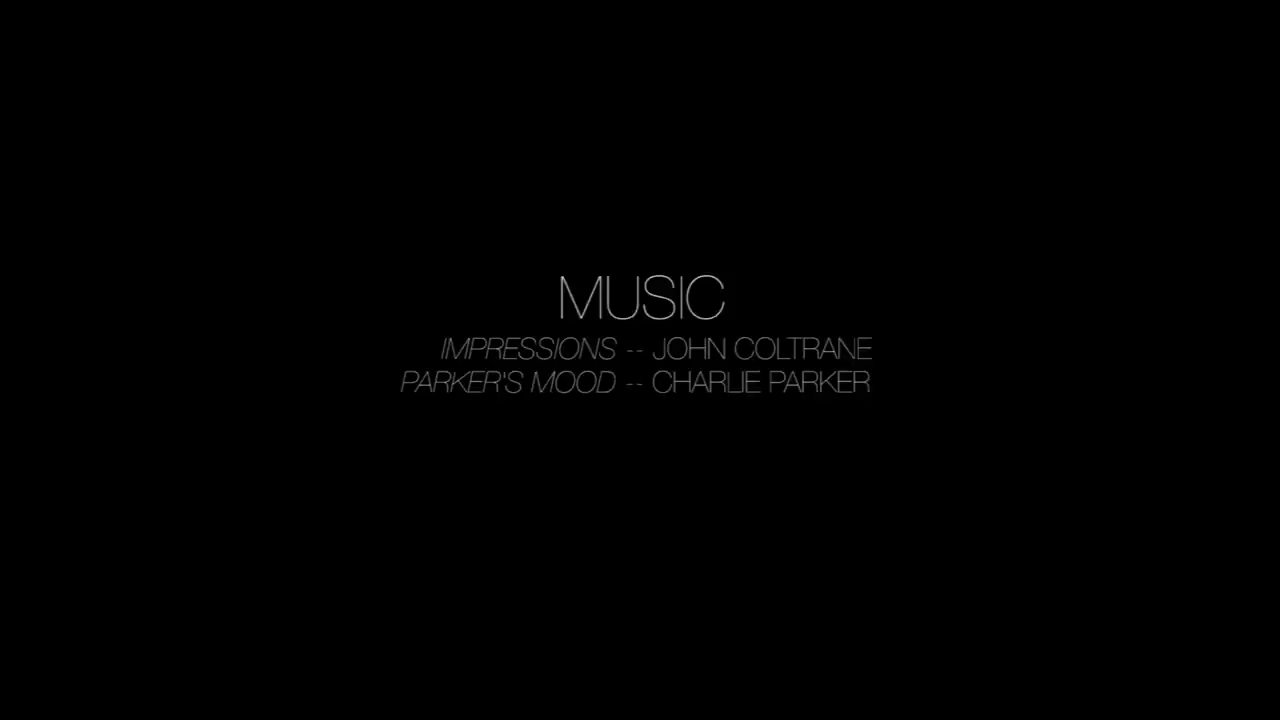 MUSIC
IMPRESSIONS -- JOHN COLTRANE
PARKER'S MOOD -- CHARLIE PARKER